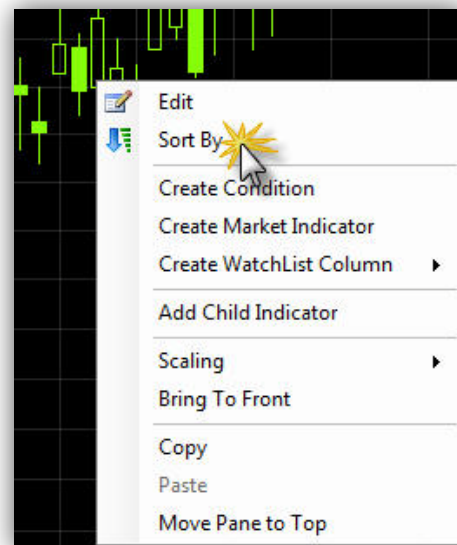 Edit
Sort By
Create Condition
Create Market Indicator
Create WatchList Column
Add Child Indicator
Scaling
Bring To Front
Copy
Paste
Move Pane to Top